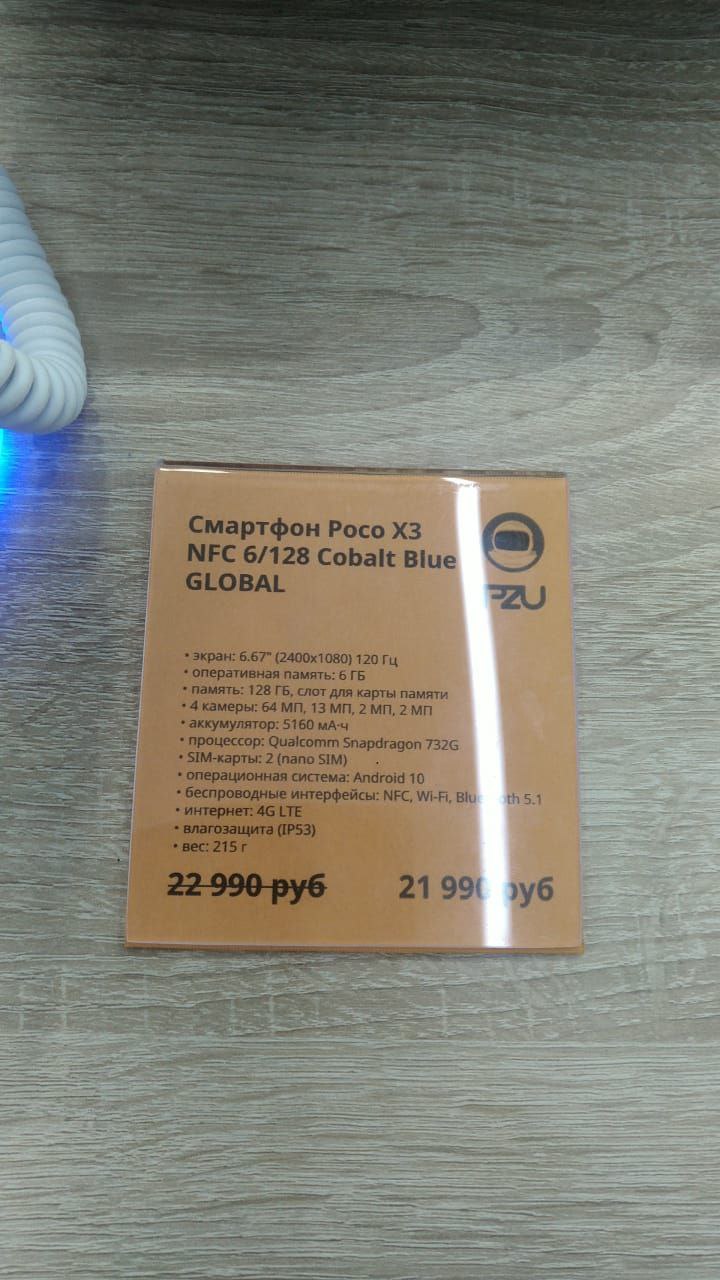 Смартфон Poco X3
NFC 6/128 Cobalt Blue
GLOBAL
PZU
• экран: 6.67" (2400x1080) 120 Гц
• оперативная память: 6 ГБ
• память: 128 ГБ, слот для карты памяти
• 4 камеры: 64 МП, 13 МП, 2 МП, 2 МП
• аккумулятор: 5160 мА·ч
• процессор: Qualcomm Snapdragon 732G
• SIM-карты: 2 (nano SIM)
• операционная система: Android 10
• беспроводные интерфейсы: NFC, Wi-Fi, Bluetooth 5.1
• интернет: 4G LTE
• влагозащита (IP53)
• вес: 215 г
22 990 руб
21 990 руб